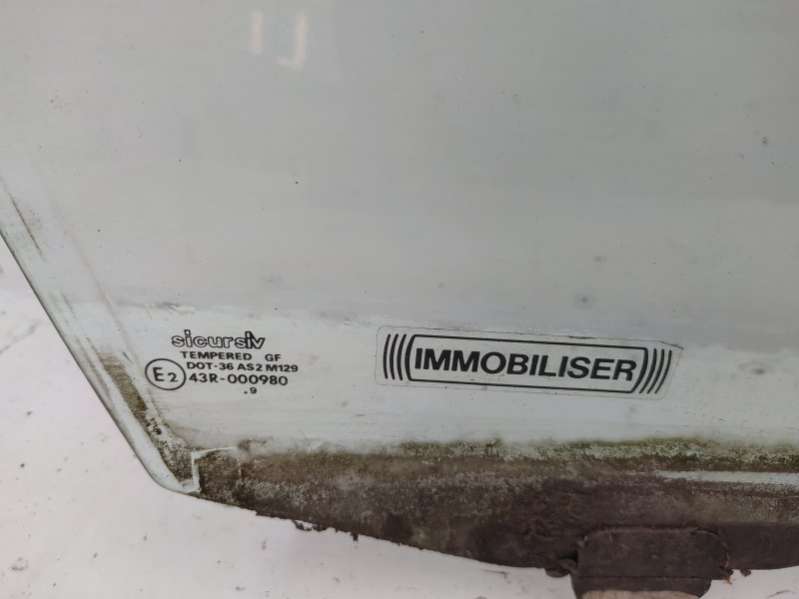 sicursiv
TEMPERED GF
DOT-36 AS2 M129
E2 43R-000980
.9
IMMOBILISER